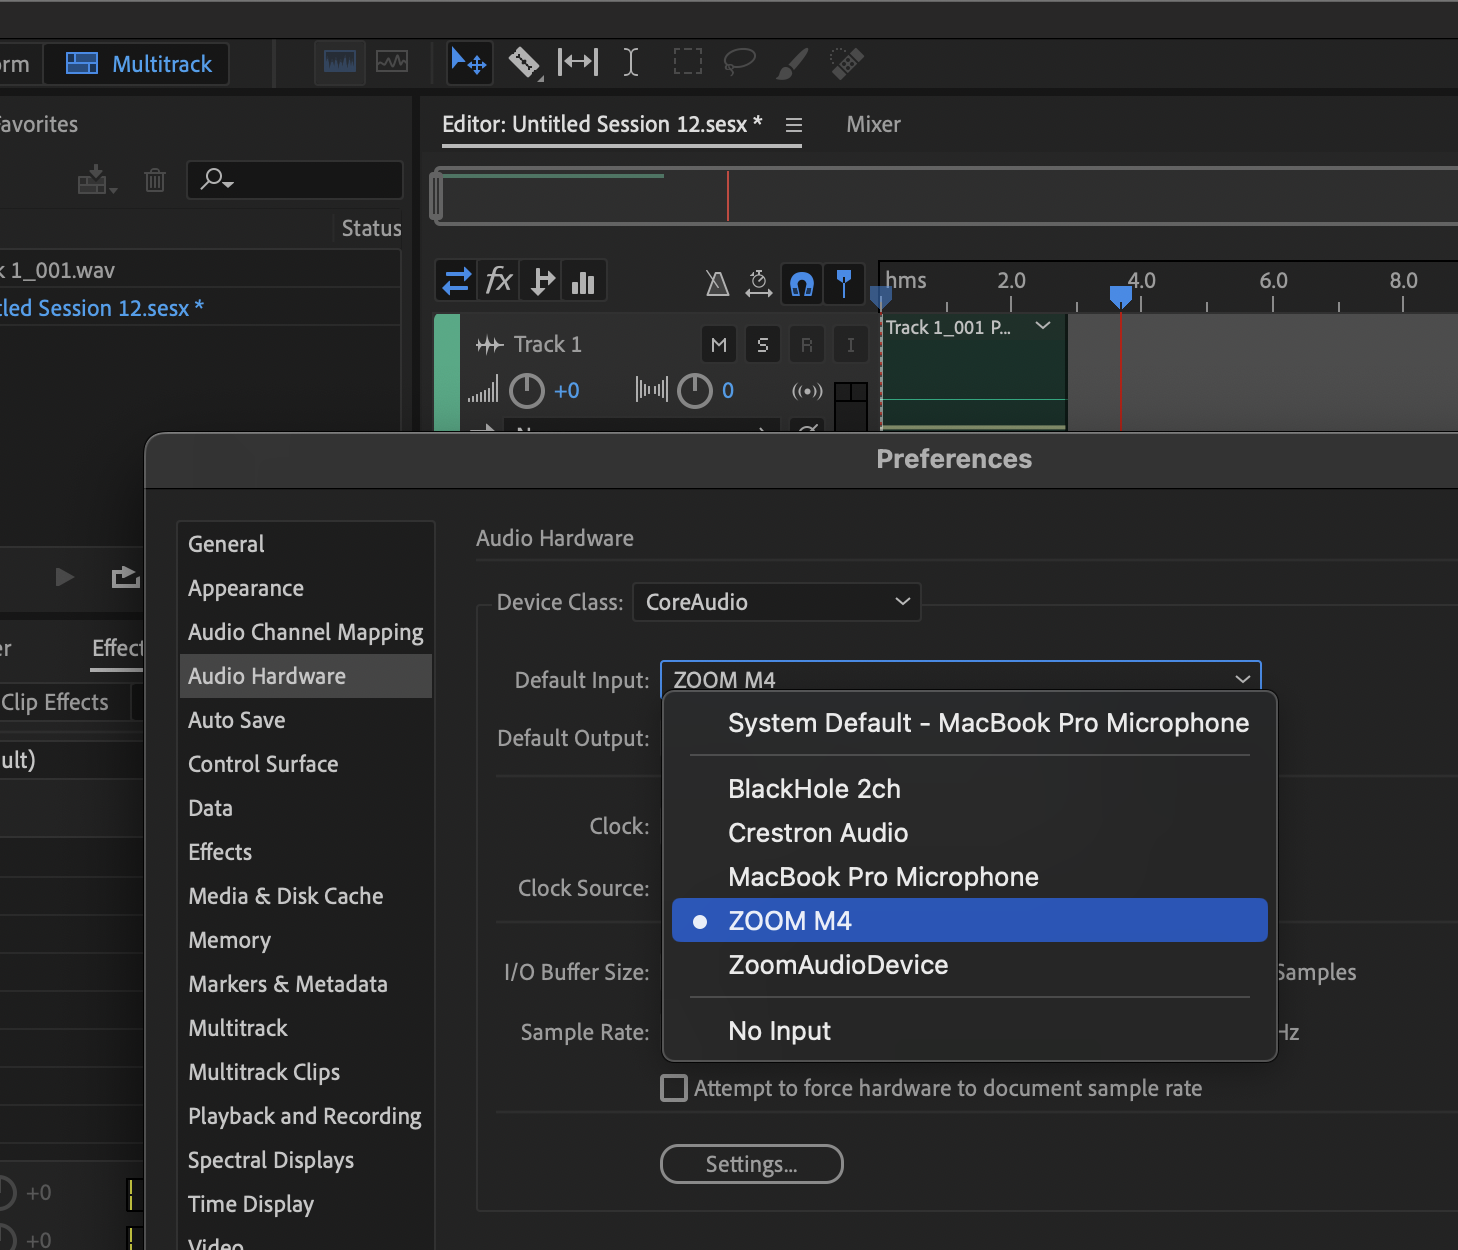 orm
Multitrack
Favorites
Editor: Untitled Session 12.sesx *
Mixer
Status
k 1_001.wav
tled Session 12.sesx *
fx
hms
2.0
4.0
6.0
8.0
Track 1
M
S
R
I
Track 1_001 P...
+0
0
Preferences
General
Appearance
Audio Channel Mapping
Audio Hardware
Auto Save
Control Surface
Data
Effects
Media & Disk Cache
Memory
Markers & Metadata
Multitrack
Multitrack Clips
Playback and Recording
Spectral Displays
Time Display
Video
Audio Hardware
Device Class:
CoreAudio
Default Input:
ZOOM M4
System Default - MacBook Pro Microphone
BlackHole 2ch
Crestron Audio
MacBook Pro Microphone
ZOOM M4
ZoomAudioDevice
No Input
Default Output:
Clock:
Clock Source:
I/O Buffer Size:
Samples
Sample Rate:
Hz
Attempt to force hardware to document sample rate
Settings...
er
Effect
Clip Effects
ult)
+0
+0